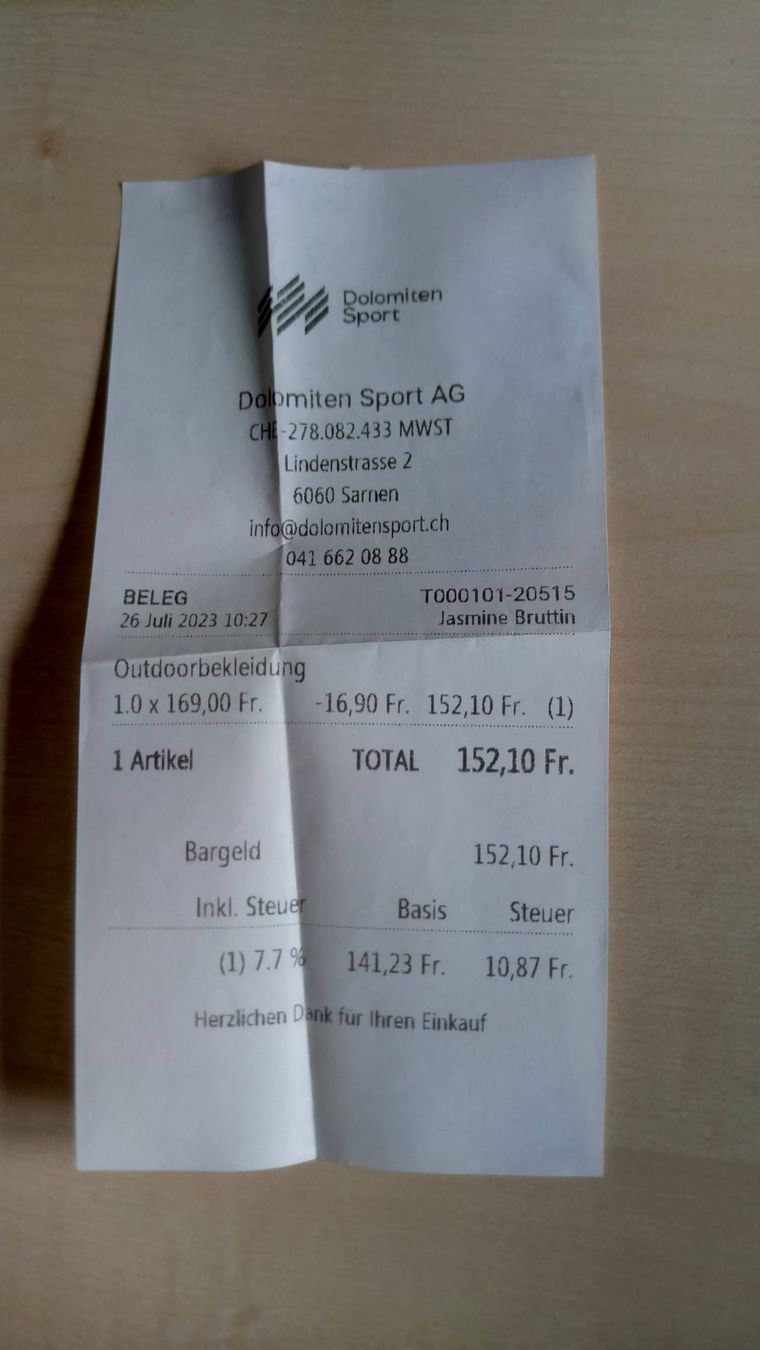 Dolomiten
Sport
Dolomiten Sport AG
CHE-278.082.433 MWST
Lindenstrasse 2
6060 Sarnen
info@dolomitensport.ch
041 662 08 88
BELEG T000101-20515
26 Juli 2023 10:27 Jasmine Bruttin
Outdoorbekleidung
1.0 x 169,00 Fr. -16,90 Fr. 152,10 Fr. (1)
1 Artikel TOTAL 152,10 Fr.
Bargeld 152,10 Fr.
Inkl. Steuer Basis Steuer
(1) 7.7 % 141,23 Fr. 10,87 Fr.
Herzlichen Dank für Ihren Einkauf